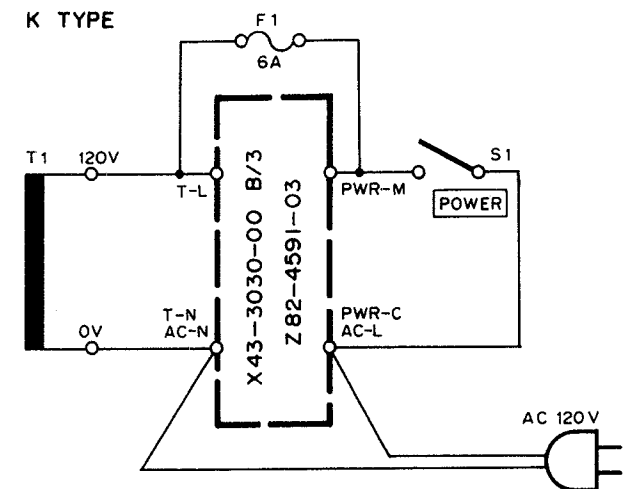 K TYPE
F1
6A
T1
120V
S1
T-L
PWR-M
POWER
X43-3030-00 B/3
Z82-4591-03
T-N
AC-N
PWR-C
AC-L
0V
AC 120V